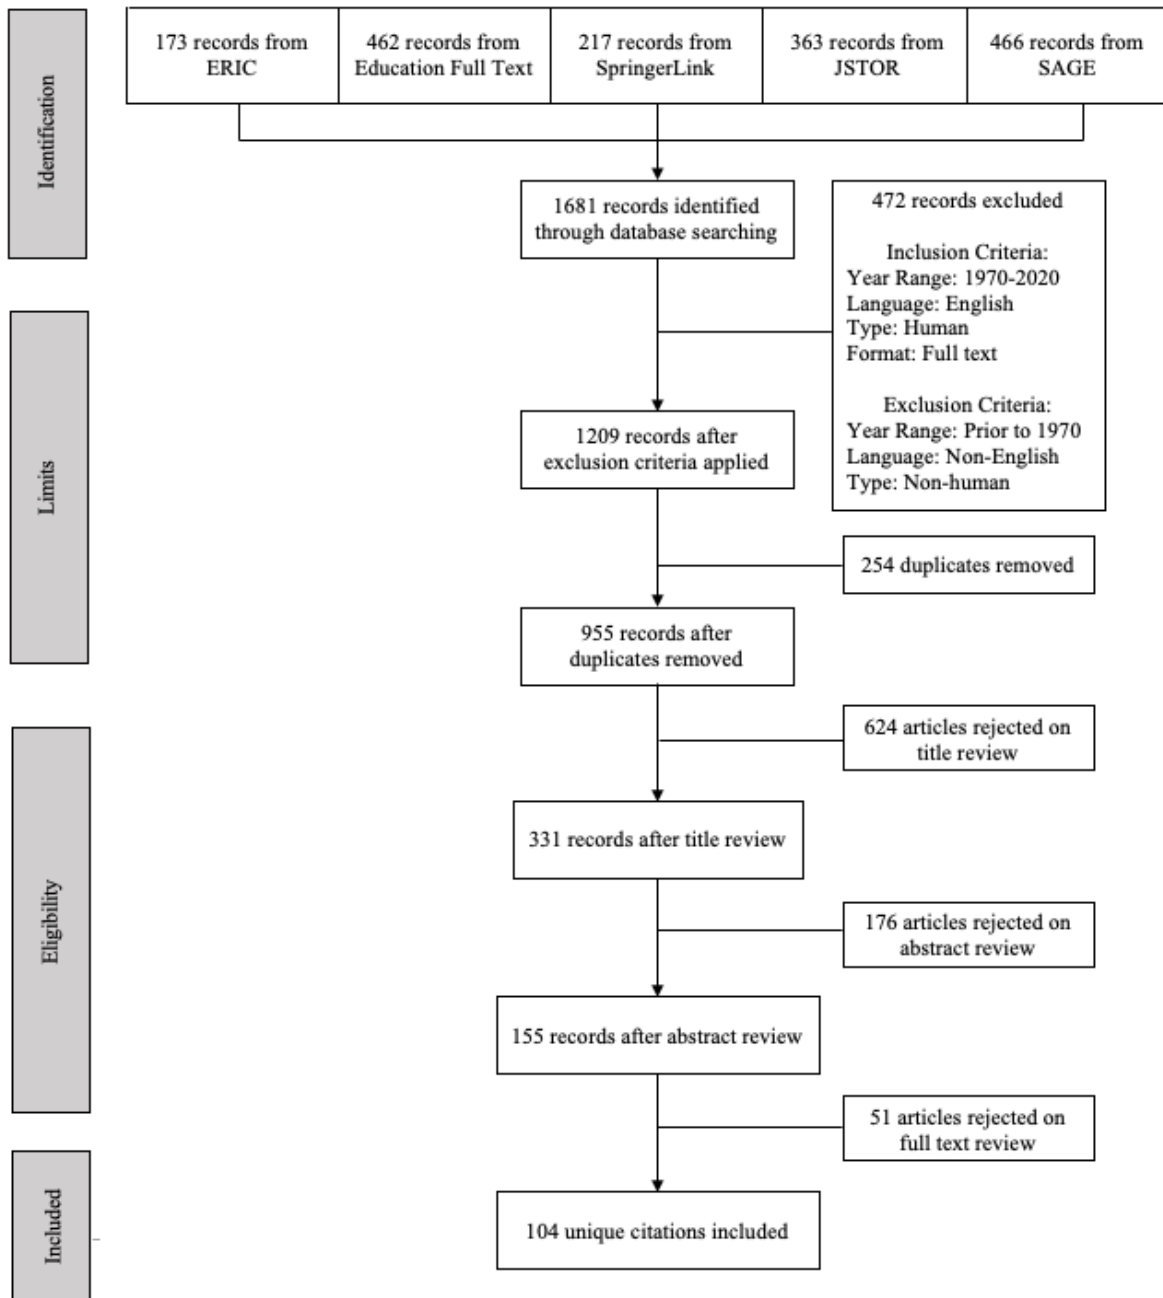 Identification
173 records from
ERIC
462 records from
Education Full Text
217 records from
SpringerLink
363 records from
JSTOR
466 records from
SAGE
1681 records identified
through database searching
472 records excluded
Inclusion Criteria:
Year Range: 1970-2020
Language: English
Type: Human
Format: Full text
Exclusion Criteria:
Year Range: Prior to 1970
Language: Non-English
Type: Non-human
Limits
1209 records after
exclusion criteria applied
254 duplicates removed
955 records after
duplicates removed
Eligibility
624 articles rejected on
title review
331 records after title review
176 articles rejected on
abstract review
155 records after abstract review
51 articles rejected on
full text review
Included
104 unique citations included